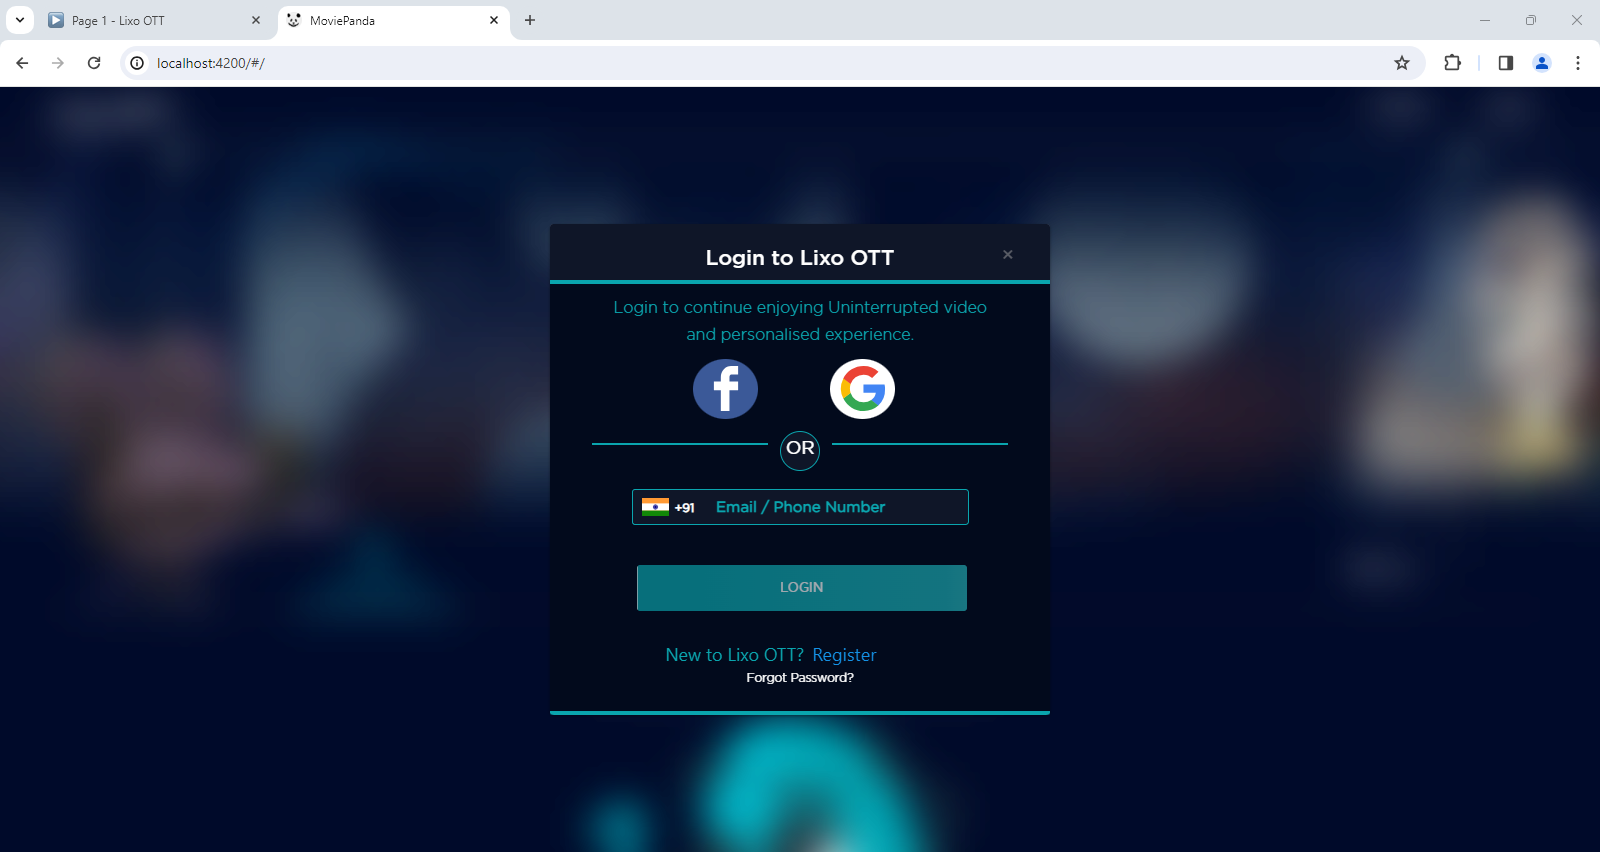 Page 1 - Lixo OTT
MoviePanda
localhost:4200/#/
Login to Lixo OTT
Login to continue enjoying Uninterrupted video
and personalised experience.
OR
+91 Email / Phone Number
LOGIN
New to Lixo OTT? Register
Forgot Password?